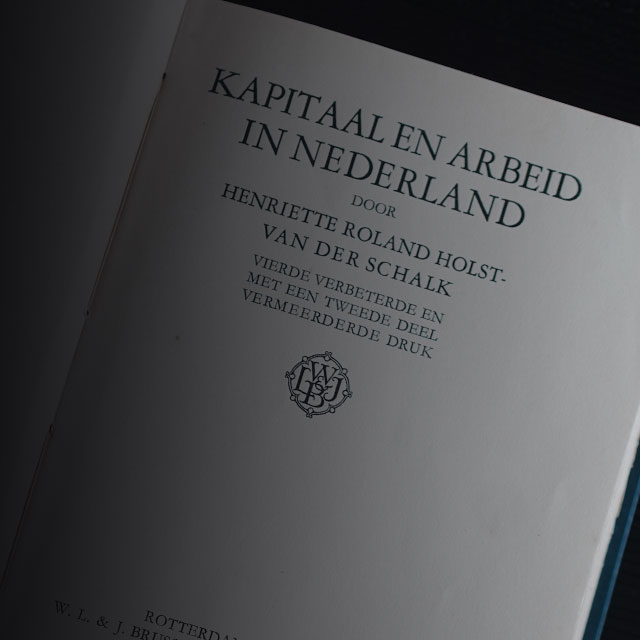 KAPITAAL EN ARBEID
IN NEDERLAND
DOOR
HENRIETTE ROLAND HOLST-
VAN DER SCHALK
VIERDE VERBETERDE EN
MET EEN TWEEDE DEEL
VERMEERDERDE DRUK
W L & J B
ROTTERDAM
W. L. & J.